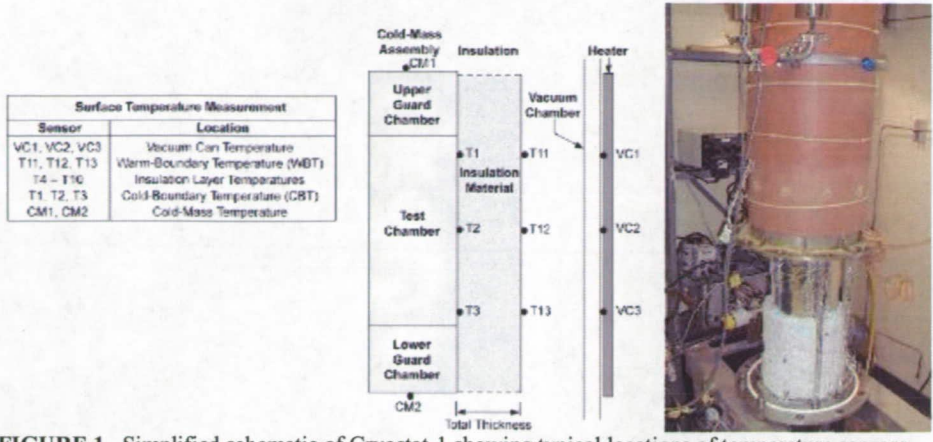 Surface Temperature Measurement
Sensor Location
VC1, VC2, VC3 Vacuum Can Temperature
T11, T12, T13 Warm-Boundary Temperature (WBT)
T4 – T10 Insulation Layer Temperatures
T1, T2, T3 Cold-Boundary Temperature (CBT)
CM1, CM2 Cold-Mass Temperature
Cold-Mass
Assembly
CM1
Insulation
Heater
Upper
Guard
Chamber
Vacuum
Chamber
T1
T11
VC1
Insulation
Material
Test
Chamber
T2
T12
VC2
T3
T13
VC3
Lower
Guard
Chamber
CM2
Total Thickness
FIGURE 1. Simplified schematic of Cryostat-1 showing typical locations of temperature